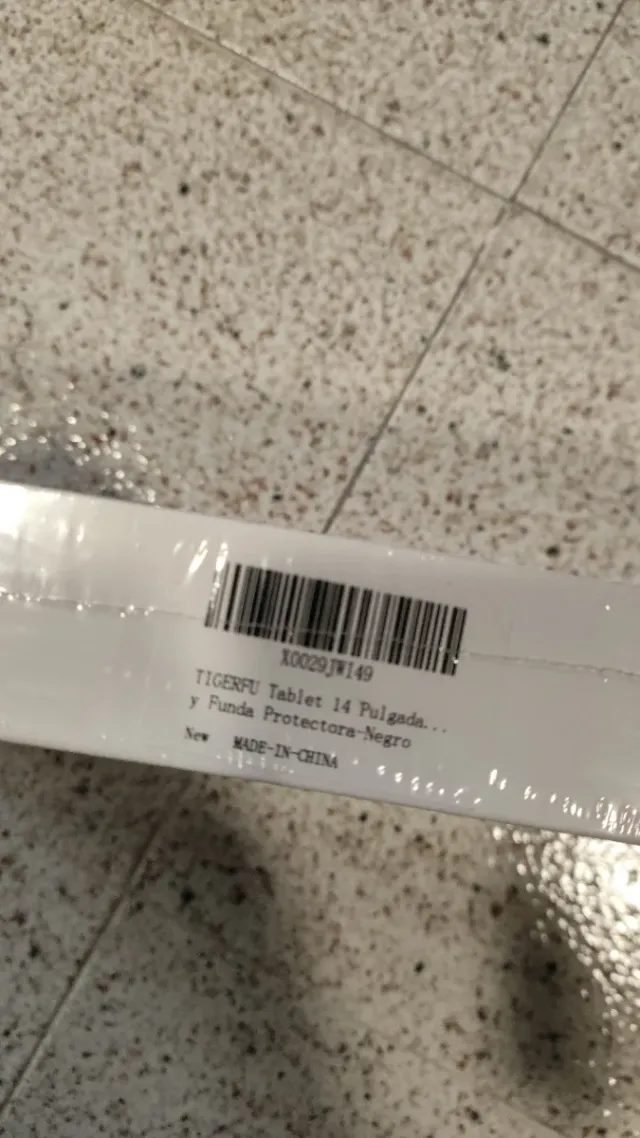 X0029JWI49
TIGERFU Tablet 14 Pulgada...
y Funda Protectora-Negro
New MADE-IN-CHINA